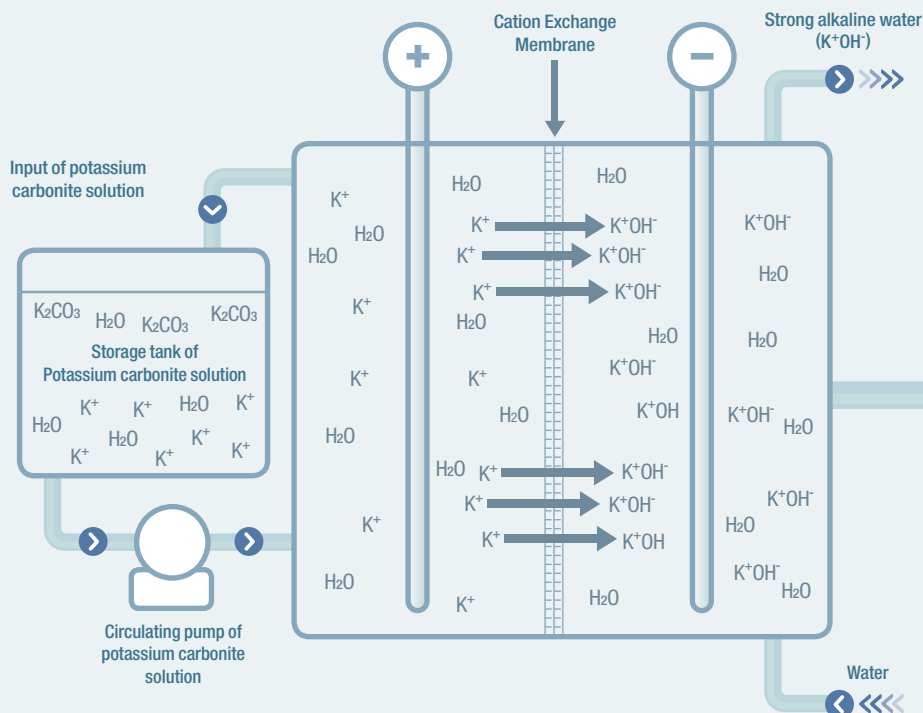 Cation Exchange
Membrane
Strong alkaline water
(K⁺OH⁻)
+
−
Input of potassium
carbonite solution
K₂CO₃ H₂O K₂CO₃ K₂CO₃
Storage tank of
Potassium carbonite solution
H₂O K⁺ K⁺ H₂O K⁺
K⁺ H₂O K⁺ K⁺ K⁺
Circulating pump of
potassium carbonite
solution
K⁺
H₂O
H₂O
K⁺
K⁺
H₂O
K⁺
H₂O
H₂O
K⁺
K⁺
K⁺
H₂O
K⁺
H₂O
H₂O K⁺
K⁺
K⁺
K⁺
H₂O
K⁺OH⁻
K⁺OH⁻
K⁺OH⁻
H₂O
K⁺OH⁻
K⁺OH
K⁺OH⁻
K⁺OH⁻
K⁺OH
H₂O
K⁺OH⁻
H₂O
H₂O
K⁺OH⁻
H₂O
K⁺OH⁻
H₂O
K⁺OH⁻
H₂O
Water